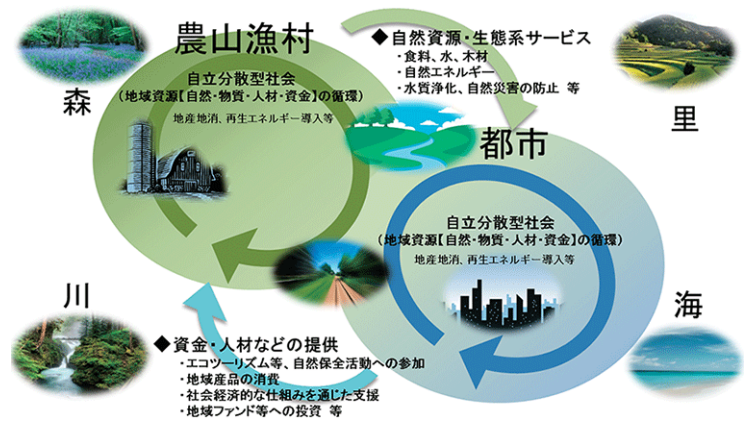 農山漁村
自立分散型社会
(地域資源【自然・物質・人材・資金】の循環)
地産地消、再生エネルギー導入等
森
◆自然資源・生態系サービス
・食料、水、木材
・自然エネルギー
・水質浄化、自然災害の防止 等
里
都市
自立分散型社会
(地域資源【自然・物質・人材・資金】の循環)
地産地消、再生エネルギー導入等
川
海
◆資金・人材などの提供
・エコツーリズム等、自然保全活動への参加
・地域産品の消費
・社会経済的な仕組みを通じた支援
・地域ファンド等への投資 等